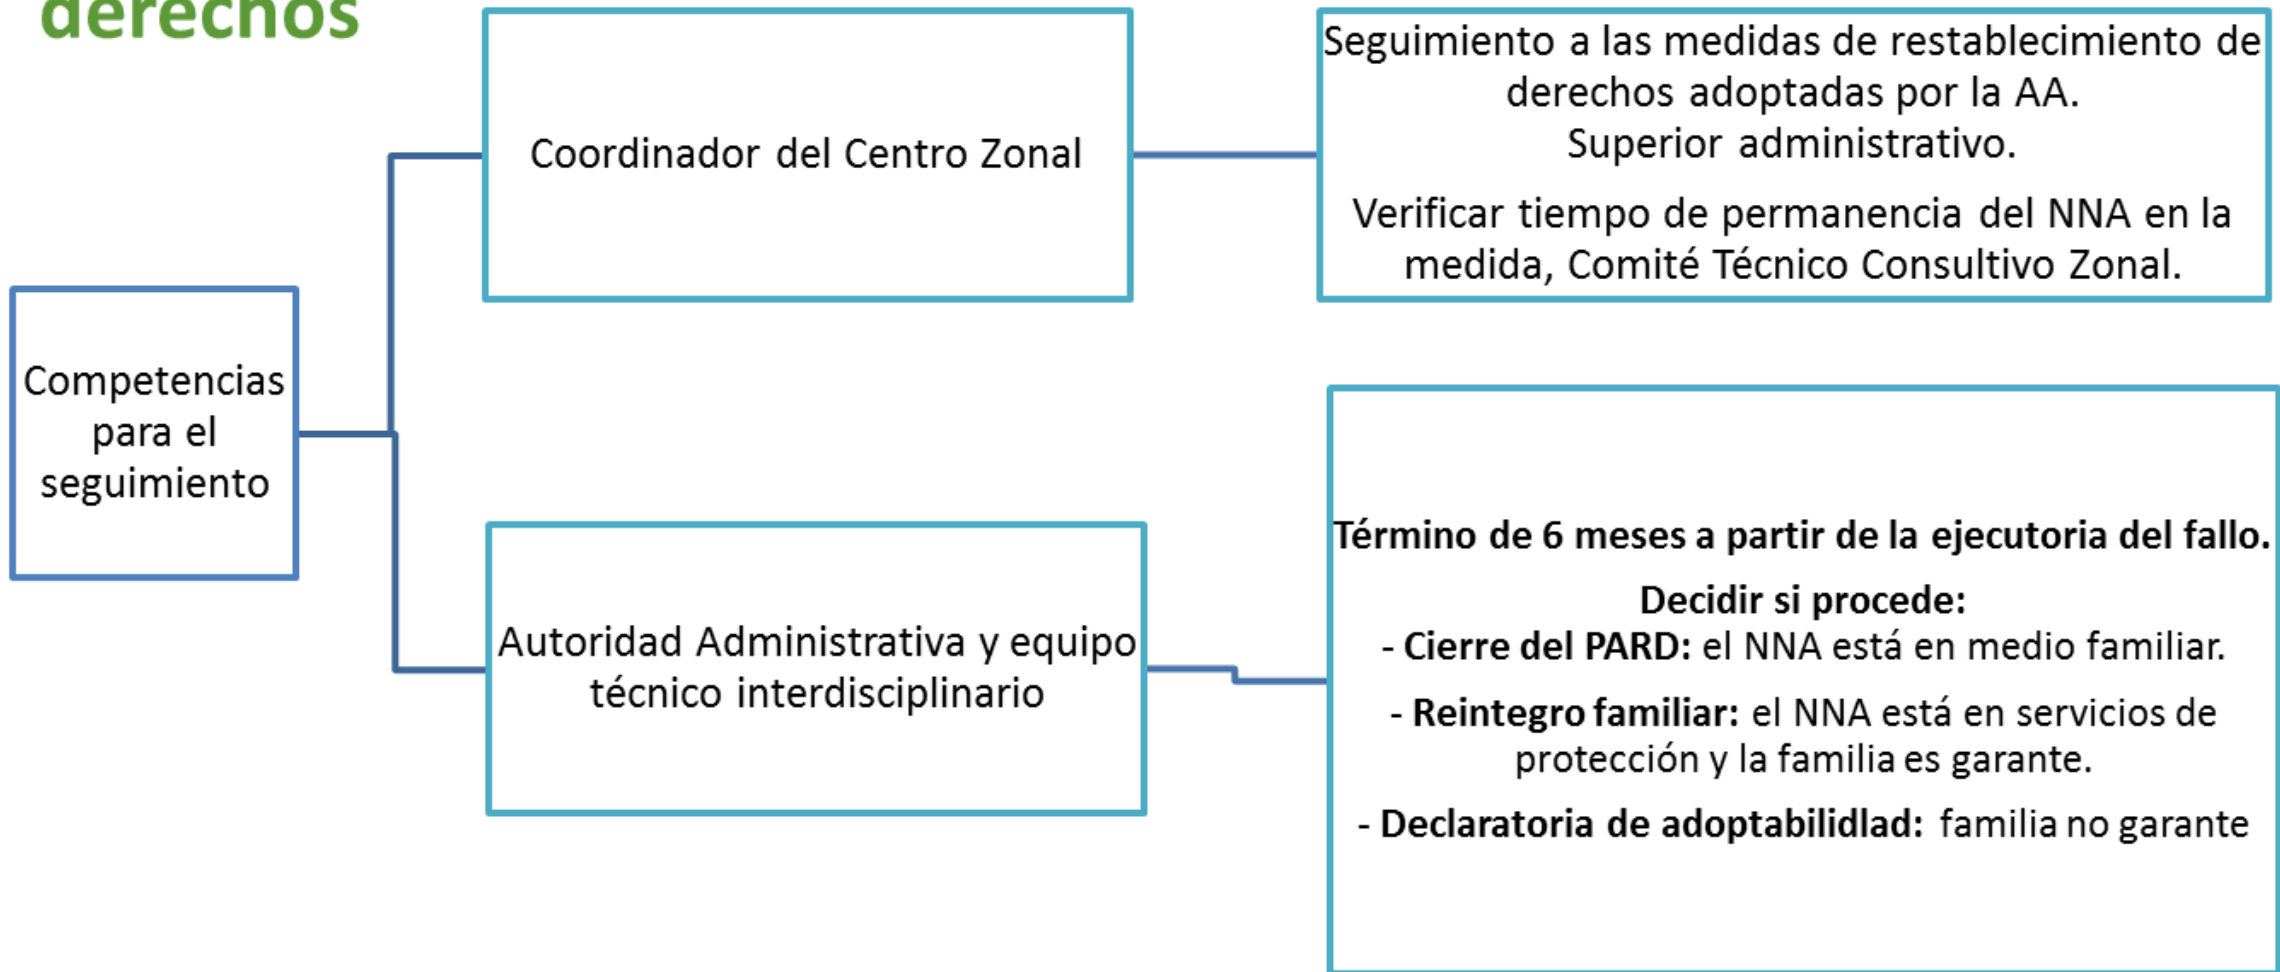 derechos
Coordinador del Centro Zonal
Seguimiento a las medidas de restablecimiento de
derechos adoptadas por la AA.
Superior administrativo.
Verificar tiempo de permanencia del NNA en la
medida, Comité Técnico Consultivo Zonal.
Competencias
para el
seguimiento
Autoridad Administrativa y equipo
técnico interdisciplinario
Término de 6 meses a partir de la ejecutoria del fallo.
Decidir si procede:
- Cierre del PARD: el NNA está en medio familiar.
- Reintegro familiar: el NNA está en servicios de
protección y la familia es garante.
- Declaratoria de adoptabilidlad: familia no garante